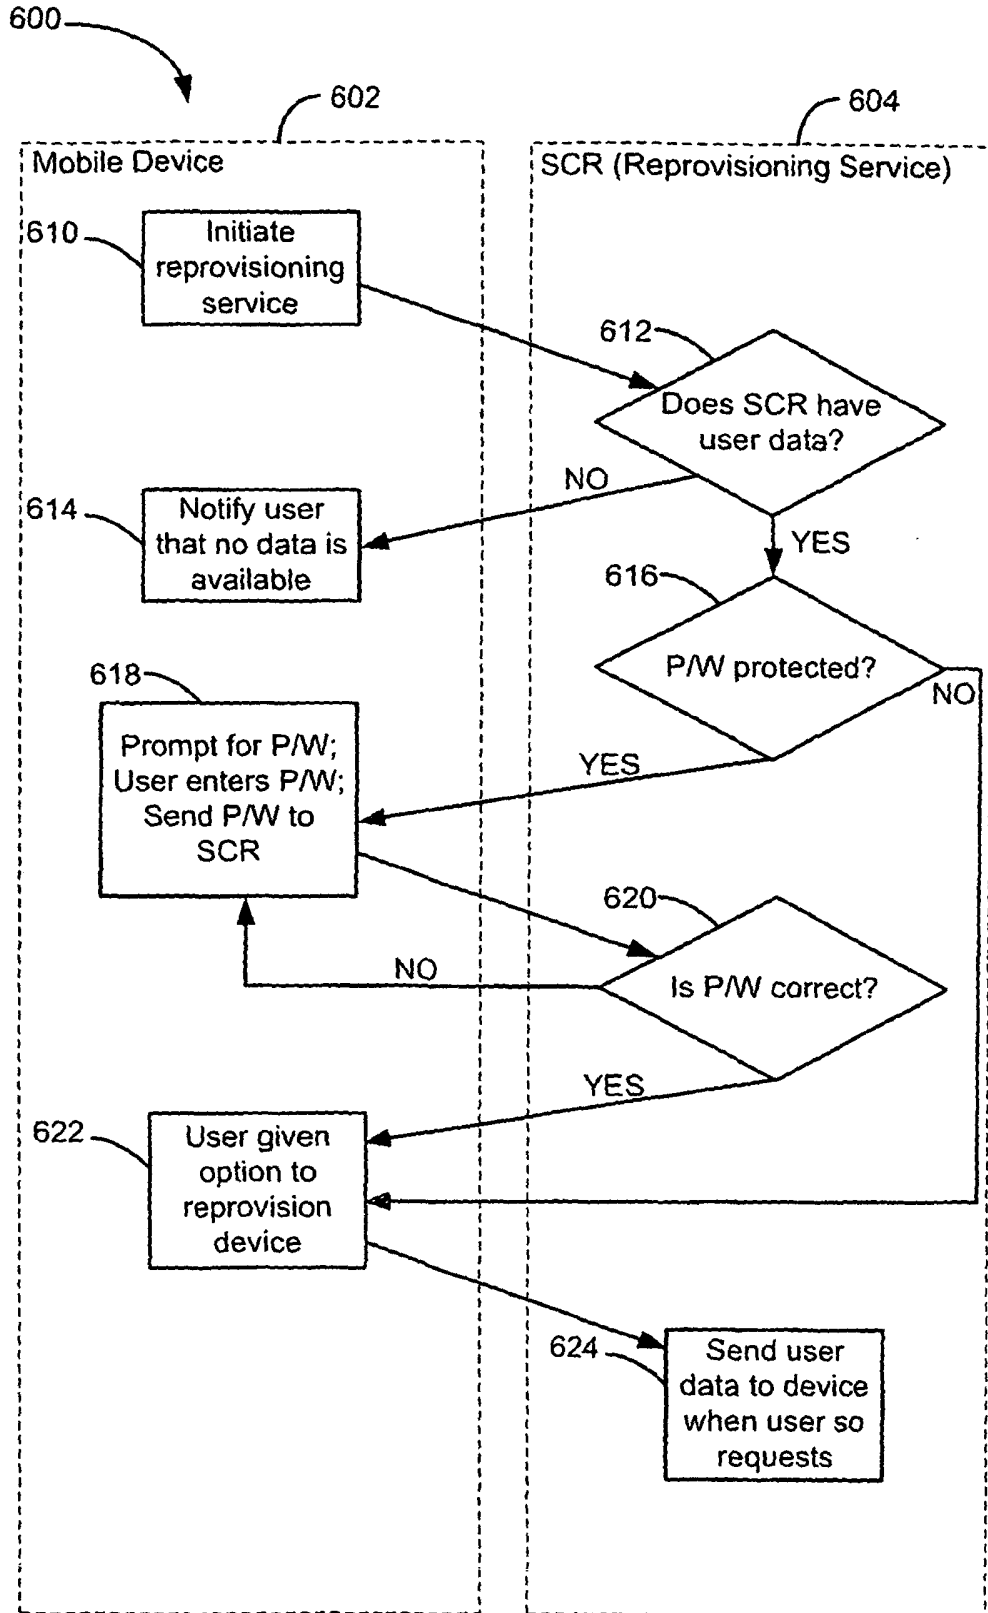 600
602
604
Mobile Device
SCR (Reprovisioning Service)
610
Initiate
reprovisioning
service
612
Does SCR have
user data?
NO
614
Notify user
that no data is
available
YES
616
P/W protected?
NO
618
Prompt for P/W;
User enters P/W;
Send P/W to
SCR
YES
620
Is P/W correct?
NO
YES
622
User given
option to
reprovision
device
624
Send user
data to device
when user so
requests